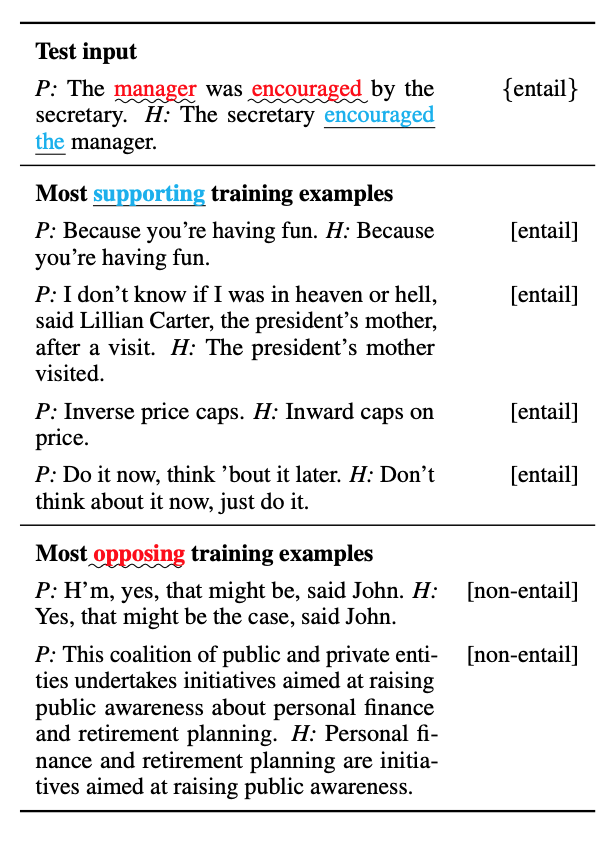 Test input
P: The manager was encouraged by the {entail}
secretary. H: The secretary encouraged
the manager.
Most supporting training examples
P: Because you're having fun. H: Because [entail]
you're having fun.
P: I don't know if I was in heaven or hell, [entail]
said Lillian Carter, the president's mother,
after a visit. H: The president's mother
visited.
P: Inverse price caps. H: Inward caps on [entail]
price.
P: Do it now, think 'bout it later. H: Don't [entail]
think about it now, just do it.
Most opposing training examples
P: H'm, yes, that might be, said John. H: [non-entail]
Yes, that might be the case, said John.
P: This coalition of public and private enti- [non-entail]
ties undertakes initiatives aimed at raising
public awareness about personal finance
and retirement planning. H: Personal fi-
nance and retirement planning are initia-
tives aimed at raising public awareness.